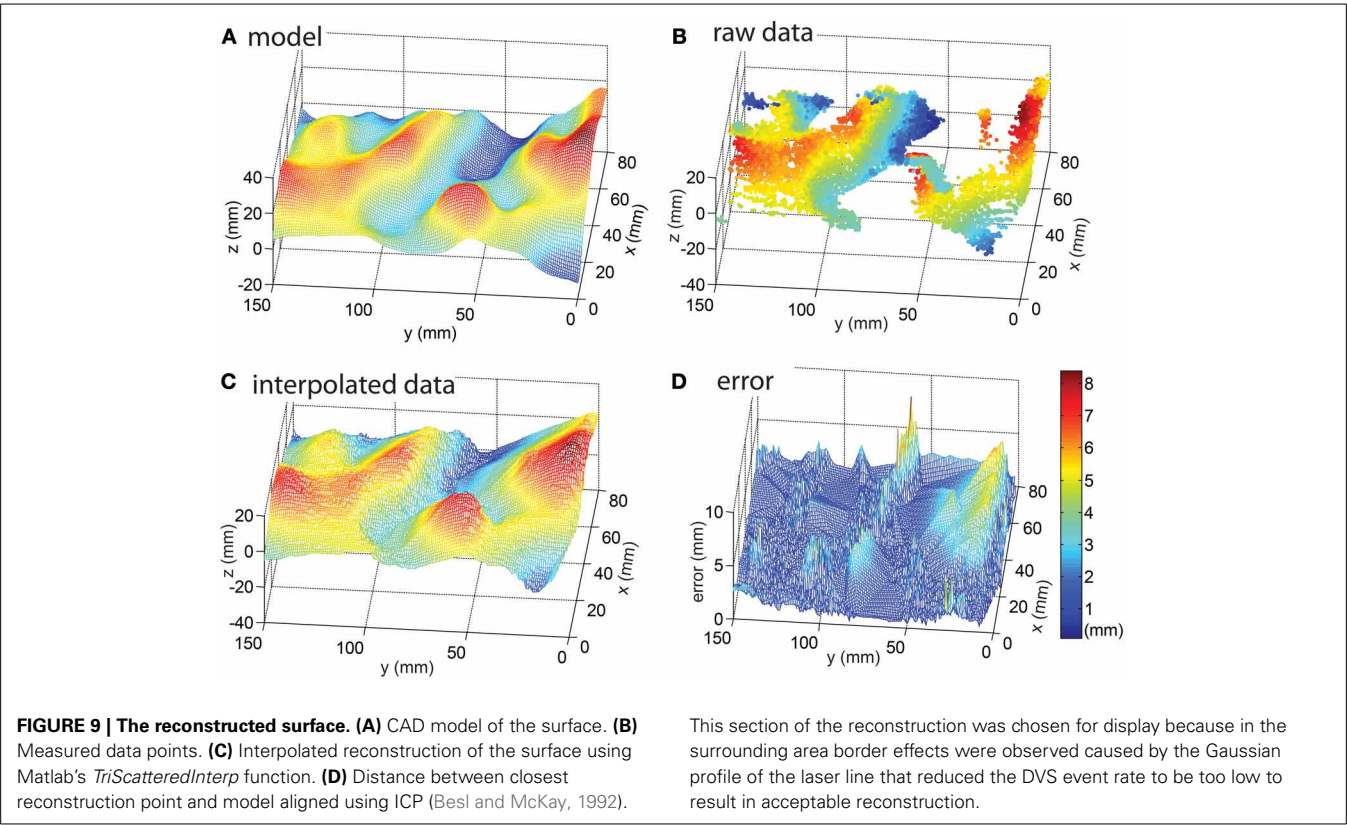 A model
40
20
0
-20
z (mm)
150
100
50
0
y (mm)
0
20
40
60
80
x (mm)
B raw data
20
0
-20
-40
z (mm)
150
100
50
0
y (mm)
0
20
40
60
80
x (mm)
C interpolated data
20
0
-20
-40
z (mm)
150
100
50
0
y (mm)
0
20
40
60
80
x (mm)
D error
10
5
0
error (mm)
150
100
50
0
y (mm)
0
20
40
60
80
x (mm)
8
7
6
5
4
3
2
1
(mm)
FIGURE 9 | The reconstructed surface. (A) CAD model of the surface. (B)
Measured data points. (C) Interpolated reconstruction of the surface using
Matlab's TriScatteredInterp function. (D) Distance between closest
reconstruction point and model aligned using ICP (Besl and McKay, 1992).
This section of the reconstruction was chosen for display because in the
surrounding area border effects were observed caused by the Gaussian
profile of the laser line that reduced the DVS event rate to be too low to
result in acceptable reconstruction.